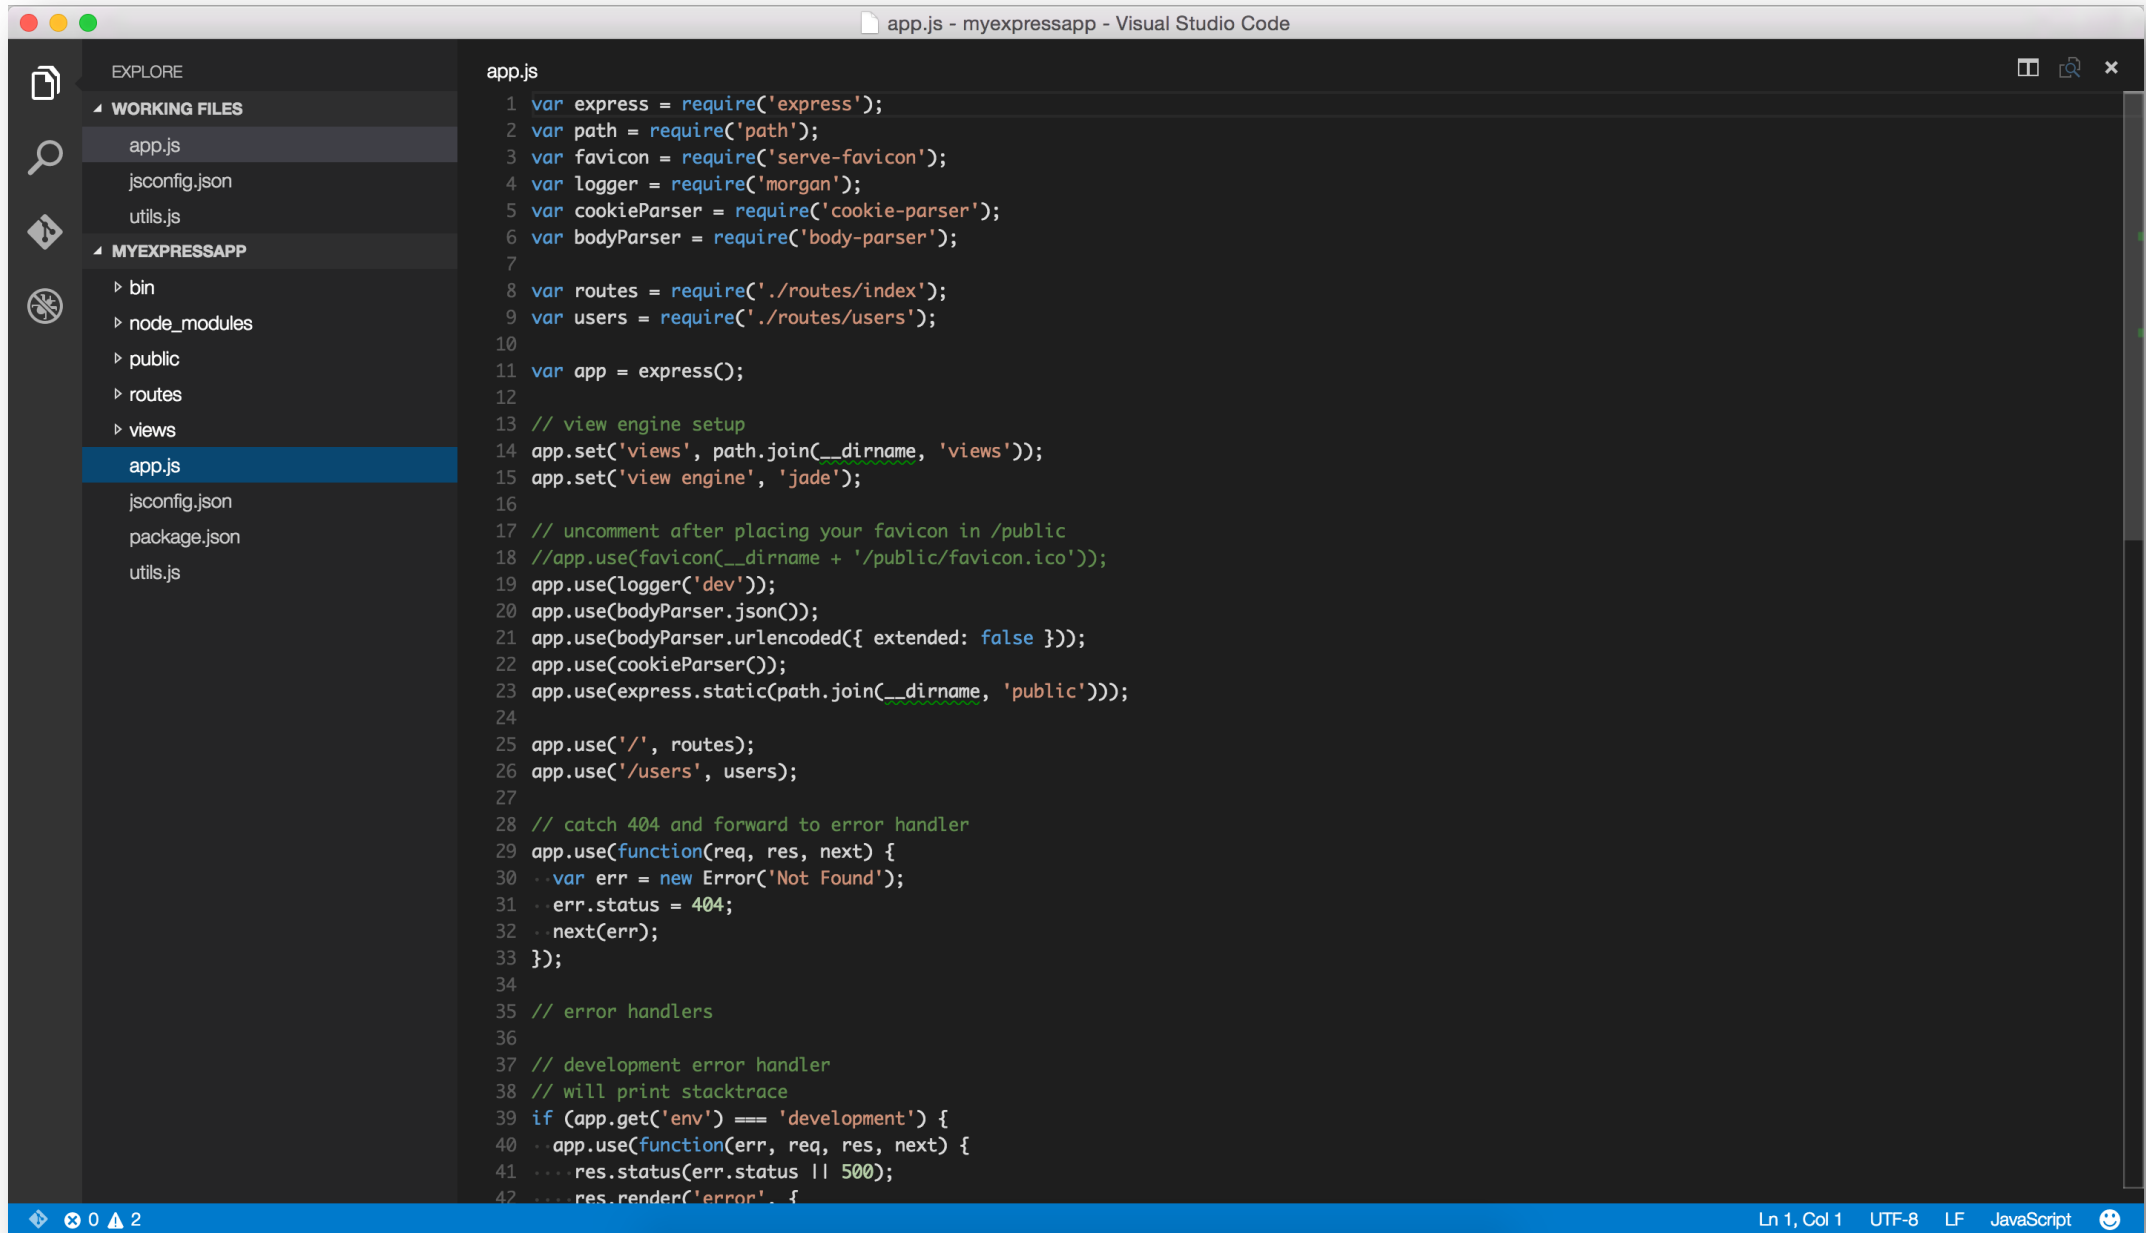 app.js - myexpressapp - Visual Studio Code
EXPLORE
WORKING FILES
app.js
jsconfig.json
utils.js
MYEXPRESSAPP
bin
node_modules
public
routes
views
app.js
jsconfig.json
package.json
utils.js
app.js
1 var express = require('express');
2 var path = require('path');
3 var favicon = require('serve-favicon');
4 var logger = require('morgan');
5 var cookieParser = require('cookie-parser');
6 var bodyParser = require('body-parser');
7
8 var routes = require('./routes/index');
9 var users = require('./routes/users');
10
11 var app = express();
12
13 // view engine setup
14 app.set('views', path.join(__dirname, 'views'));
15 app.set('view engine', 'jade');
16
17 // uncomment after placing your favicon in /public
18 //app.use(favicon(__dirname + '/public/favicon.ico'));
19 app.use(logger('dev'));
20 app.use(bodyParser.json());
21 app.use(bodyParser.urlencoded({ extended: false }));
22 app.use(cookieParser());
23 app.use(express.static(path.join(__dirname, 'public')));
24
25 app.use('/', routes);
26 app.use('/users', users);
27
28 // catch 404 and forward to error handler
29 app.use(function(req, res, next) {
30   var err = new Error('Not Found');
31   err.status = 404;
32   next(err);
33 });
34
35 // error handlers
36
37 // development error handler
38 // will print stacktrace
39 if (app.get('env') === 'development') {
40   app.use(function(err, req, res, next) {
41     res.status(err.status || 500);
42     res.render('error', {
0 2
Ln 1, Col 1 UTF-8 LF JavaScript